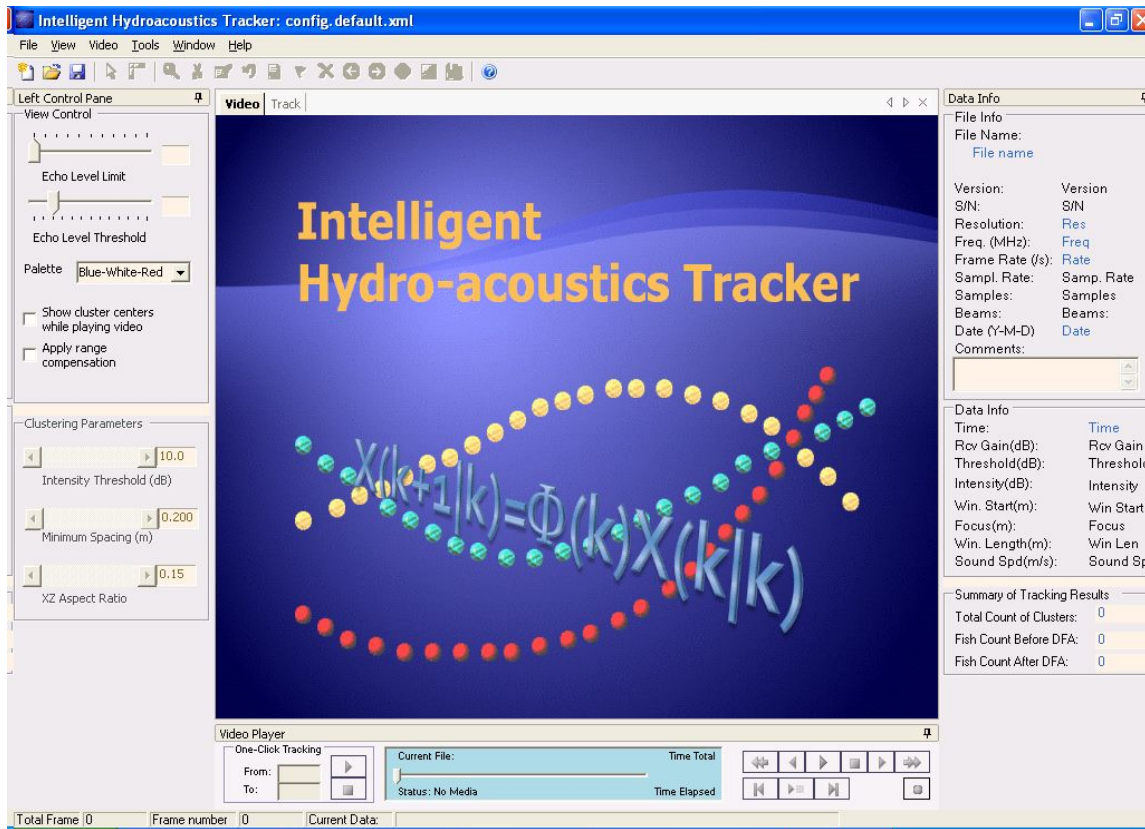 Intelligent Hydroacoustics Tracker: config.default.xml
File View Video Tools Window Help
Left Control Pane
View Control
Echo Level Limit
Echo Level Threshold
Palette Blue-White-Red
Show cluster centers
while playing video
Apply range
compensation
Clustering Parameters
10.0
Intensity Threshold (dB)
0.200
Minimum Spacing (m)
0.15
XZ Aspect Ratio
Video Track
Intelligent
Hydro-acoustics Tracker
X(k+1|k)=Φ(k)X(k|k)
Video Player
One-Click Tracking
From:
To:
Current File: Time Total
Status: No Media Time Elapsed
Data Info
File Info
File Name:
File name
Version: Version
S/N: S/N
Resolution: Res
Freq. (MHz): Freq
Frame Rate (/s): Rate
Sampl. Rate: Samp. Rate
Samples: Samples
Beams: Beams:
Date (Y-M-D) Date
Comments:
Data Info
Time: Time
Rcv Gain(dB): Rcv Gain
Threshold(dB): Threshol
Intensity(dB): Intensity
Win. Start(m): Win Start
Focus(m): Focus
Win. Length(m): Win Len
Sound Spd(m/s): Sound Sp
Summary of Tracking Results
Total Count of Clusters: 0
Fish Count Before DFA: 0
Fish Count After DFA: 0
Total Frame 0 Frame number 0 Current Data: